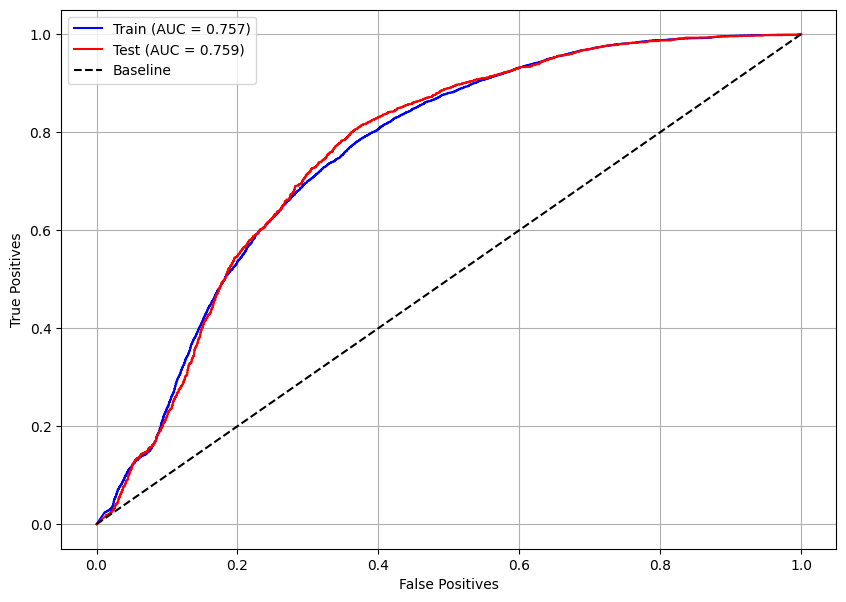 Train (AUC = 0.757)
Test (AUC = 0.759)
Baseline
True Positives
1.0
0.8
0.6
0.4
0.2
0.0
0.0 0.2 0.4 0.6 0.8 1.0
False Positives